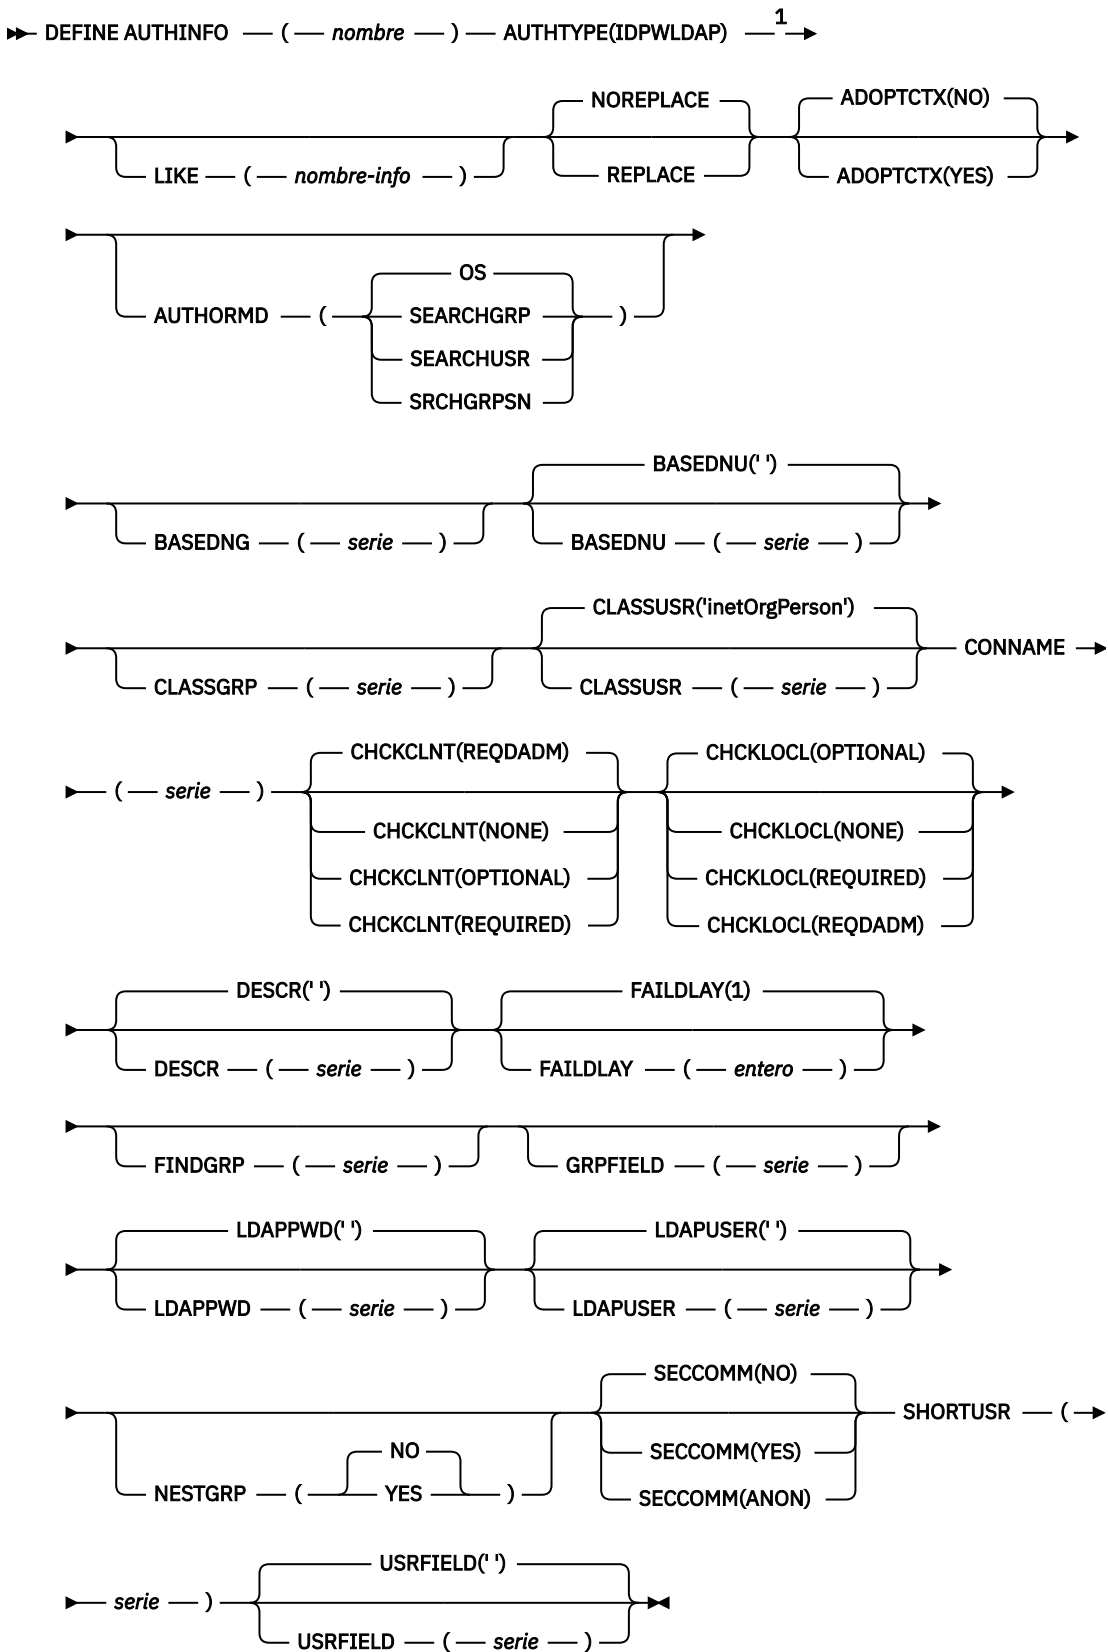 1
DEFINE AUTHINFO ( nombre ) AUTHTYPE(IDPWLDAP)
NOREPLACE ADOPTCTX(NO)
LIKE ( nombre-info ) REPLACE ADOPTCTX(YES)
OS
AUTHORMD ( SEARCHGRP )
SEARCHUSR
SRCHGRPSN
BASEDNU(' ')
BASEDNG ( serie ) BASEDNU ( serie )
CLASSUSR('inetOrgPerson')
CONNAME
CLASSGRP ( serie ) CLASSUSR ( serie )
CHCKCLNT(REQDADM) CHCKLOCL(OPTIONAL)
( serie )
CHCKCLNT(NONE) CHCKLOCL(NONE)
CHCKCLNT(OPTIONAL) CHCKLOCL(REQUIRED)
CHCKCLNT(REQUIRED) CHCKLOCL(REQDADM)
DESCR(' ') FAILDLAY(1)
DESCR ( serie ) FAILDLAY ( entero )
FINDGRP ( serie ) GRPFIELD ( serie )
LDAPPWD(' ') LDAPUSER(' ')
LDAPPWD ( serie ) LDAPUSER ( serie )
SECCOMM(NO)
SHORTUSR (
NO SECCOMM(YES)
NESTGRP ( YES ) SECCOMM(ANON)
USRFIELD(' ')
serie )
USRFIELD ( serie )